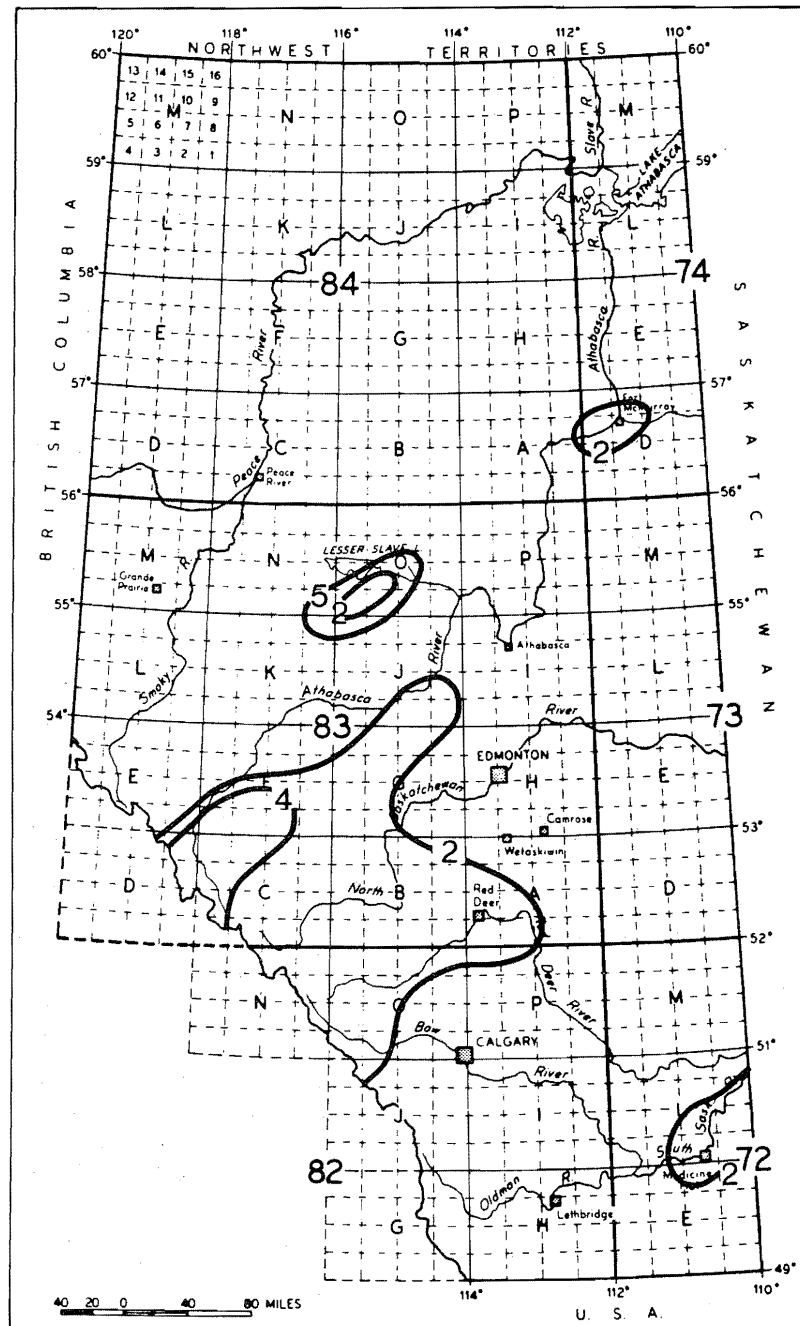 120° 118° 116° 114° 112° 110°
NORTHWEST TERRITORIES
60° 60°
13 14 15 16
12 11 10 9
5 6 7 8
4 3 2 1
M N O P M
Slave R
LAKE ATHABASCA
59° 59°
L K J I L
R.
58° 84 74
BRITISH COLUMBIA
SASKATCHEWAN
E F G H E
River
Athabasca
57° 57°
Fort McMurray
D C B A D
2
Peace
Peace River
56° 56°
M N O P M
LESSER SLAVE L
R.
Grande Prairie
5
2
55° 55°
Athabasca
L K J I L
Smoky
River
Athabasca
54° 83 River 73
EDMONTON
E G H E
4
Saskatchewan
Camrose
53°
2
Wetaskiwin
D C B A D
North
Red Deer
52° 52°
Deer
River
N O P M
Bow
CALGARY
51° 51°
River
J I
South
Sask
82 2 72
Medicine
Oldman R.
Lethbridge
G H E
49°
114° 112° 110°
40 20 0 40 80 MILES
U. S. A.